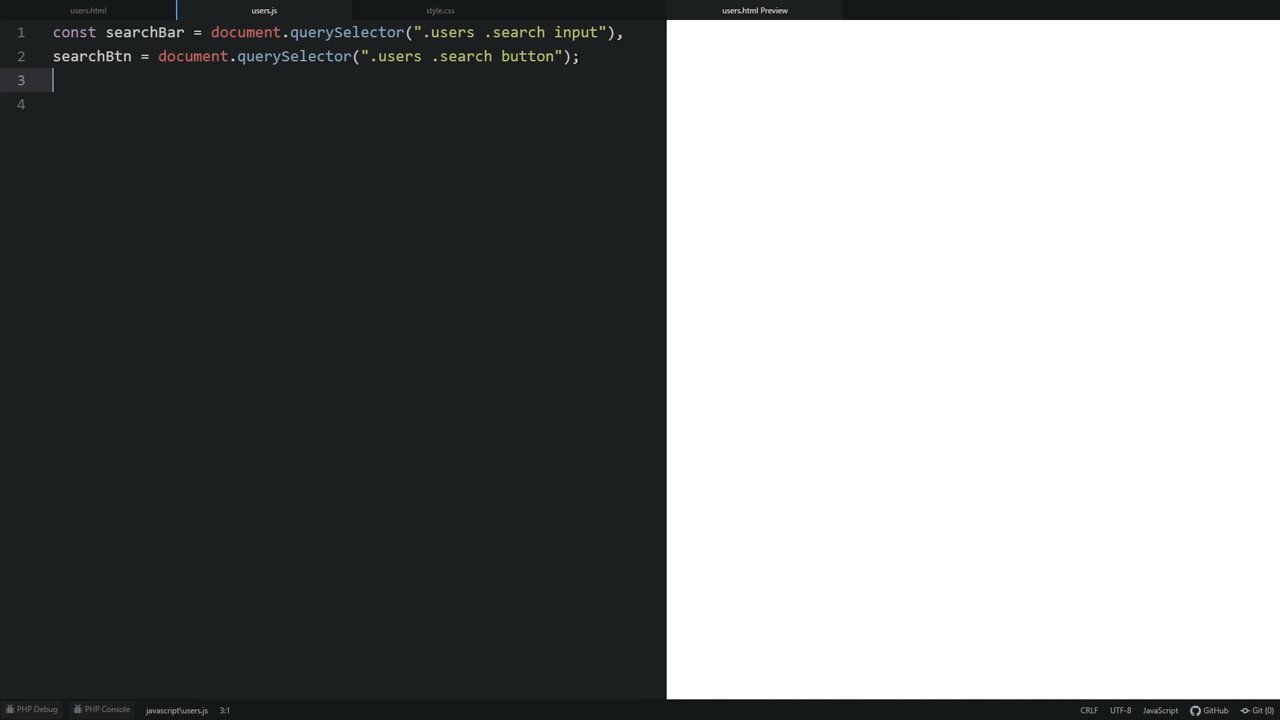 users.html
users.js
style.css
users.html Preview
1 const searchBar = document.querySelector(".users .search input"),
2 searchBtn = document.querySelector(".users .search button");
3
4
PHP Debug
PHP Console
javascript\users.js
3:1
CRLF
UTF-8
JavaScript
GitHub
Git (0)